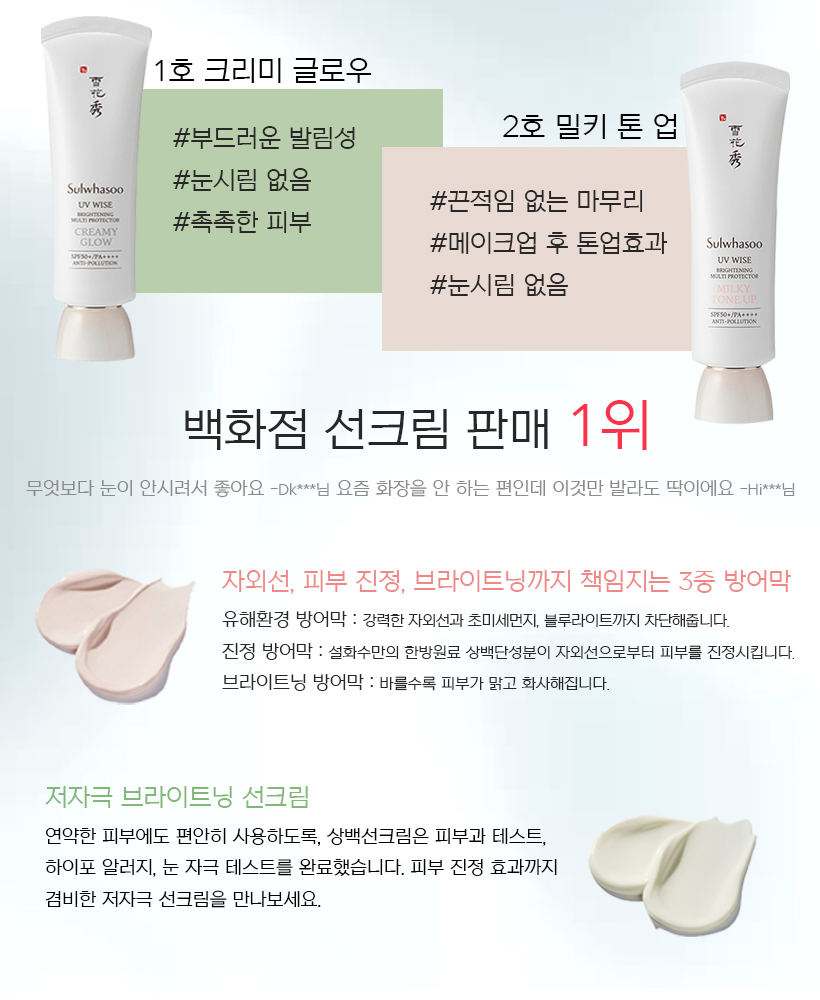 1호 크리미 글로우
#부드러운 발림성
#눈시림 없음
#촉촉한 피부
雪花秀
Sulwhasoo
UV WISE
BRIGHTENING
MULTI PROTECTOR
CREAMY
GLOW
SPF50+/PA++++
ANTI-POLLUTION
2호 밀키 톤 업
#끈적임 없는 마무리
#메이크업 후 톤업효과
#눈시림 없음
雪花秀
Sulwhasoo
UV WISE
BRIGHTENING
MULTI PROTECTOR
MILKY
TONE UP
SPF50+/PA++++
ANTI-POLLUTION
백화점 선크림 판매 1위
무엇보다 눈이 안시려서 좋아요 -Dk***님 요즘 화장을 안 하는 편인데 이것만 발라도 딱이에요 -Hi***님
자외선, 피부 진정, 브라이트닝까지 책임지는 3중 방어막
유해환경 방어막 : 강력한 자외선과 초미세먼지, 블루라이트까지 차단해줍니다.
진정 방어막 : 설화수만의 한방원료 상백단성분이 자외선으로부터 피부를 진정시킵니다.
브라이트닝 방어막 : 바를수록 피부가 맑고 화사해집니다.
저자극 브라이트닝 선크림
연약한 피부에도 편안히 사용하도록, 상백선크림은 피부과 테스트,
하이포 알러지, 눈 자극 테스트를 완료했습니다. 피부 진정 효과까지
겸비한 저자극 선크림을 만나보세요.